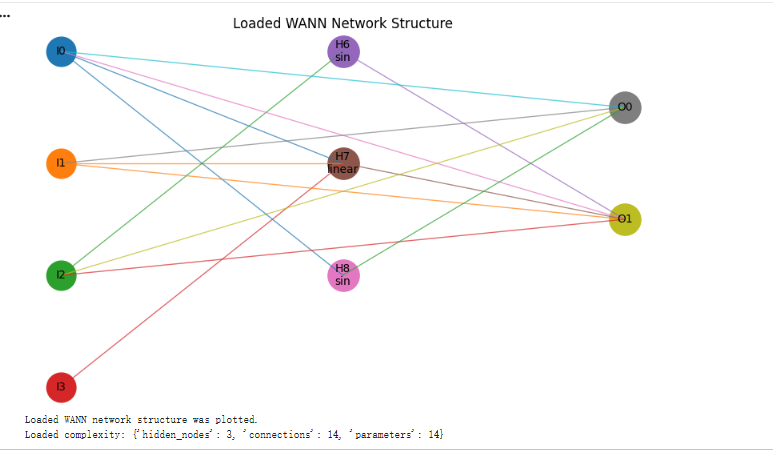 ...
Loaded WANN Network Structure
I0
H6
sin
O0
I1
H7
linear
O1
I2
H8
sin
I3
Loaded WANN network structure was plotted.
Loaded complexity: {'hidden_nodes': 3, 'connections': 14, 'parameters': 14}